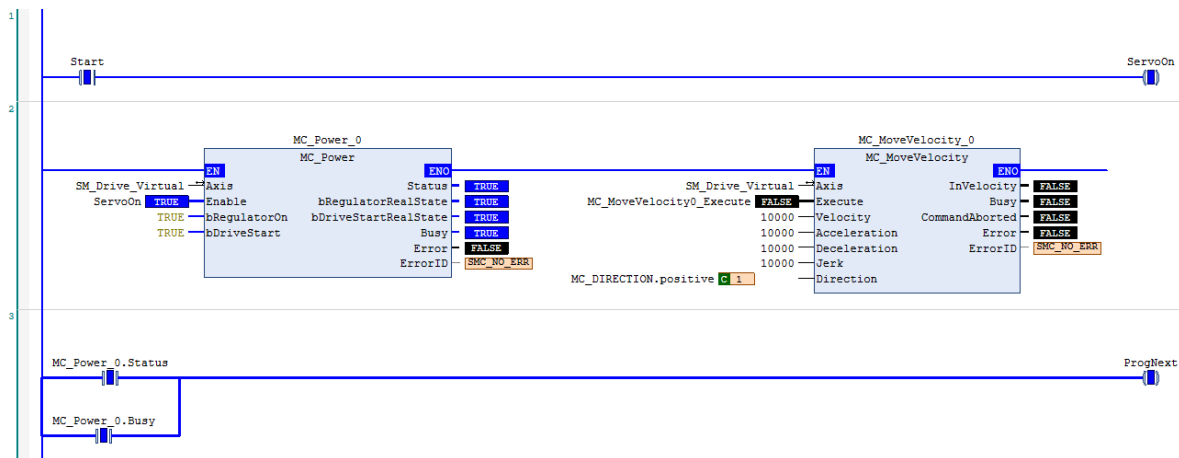 1
Start
ServoOn
2
MC_Power_0
MC_MoveVelocity_0
MC_Power
MC_MoveVelocity
EN ENO
EN ENO
SM_Drive_Virtual Axis Status TRUE
SM_Drive_Virtual Axis InVelocity FALSE
ServoOn TRUE Enable bRegulatorRealState TRUE
MC_MoveVelocity0_Execute FALSE Execute Busy FALSE
TRUE bRegulatorOn bDriveStartRealState TRUE
10000 Velocity CommandAborted FALSE
TRUE bDriveStart Busy TRUE
10000 Acceleration Error FALSE
Error FALSE
10000 Deceleration ErrorID SMC_NO_ERR
ErrorID SMC_NO_ERR
10000 Jerk
MC_DIRECTION.positive C 1 Direction
3
MC_Power_0.Status
ProgNext
MC_Power_0.Busy